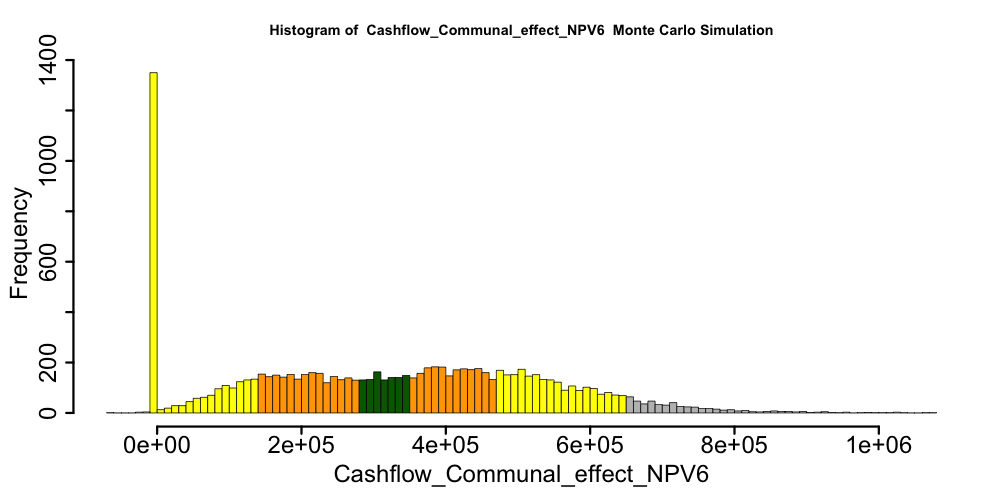 Histogram of  Cashflow_Communal_effect_NPV6  Monte Carlo Simulation
1400
1000
600
200
0
Frequency
0e+00 2e+05 4e+05 6e+05 8e+05 1e+06
Cashflow_Communal_effect_NPV6